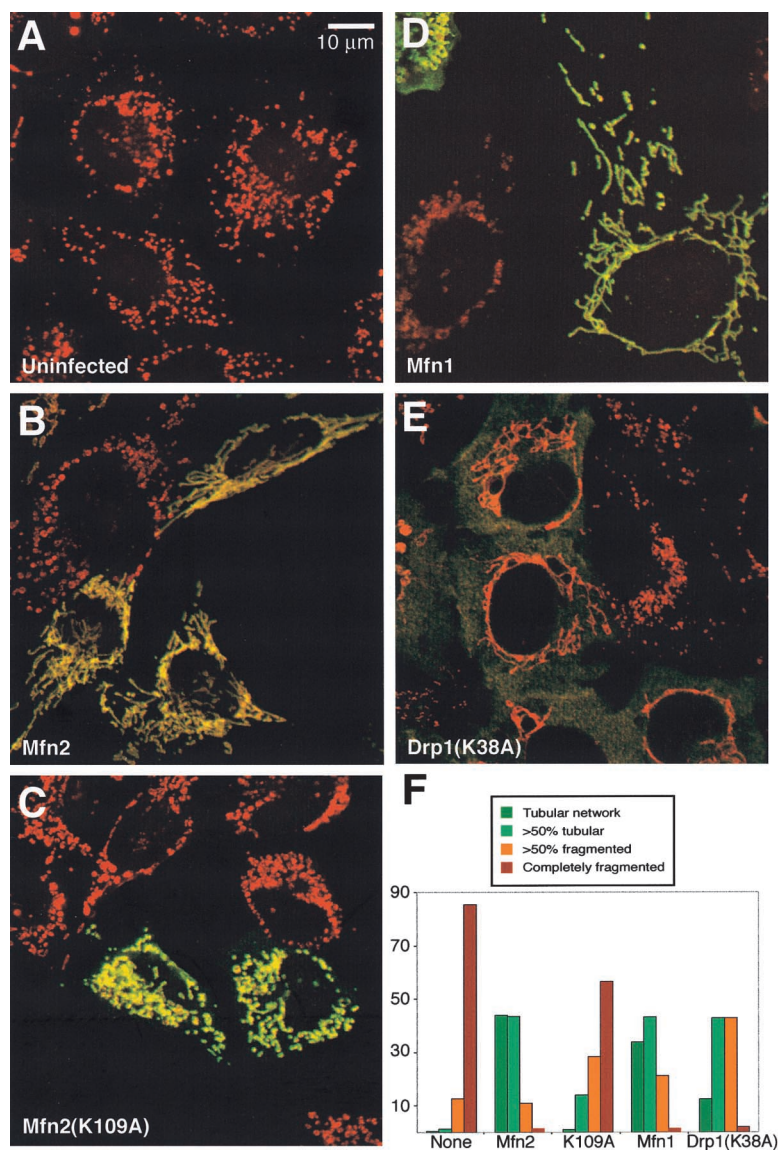 A
10 μm
Uninfected
B
Mfn2
C
Mfn2(K109A)
D
Mfn1
E
Drp1(K38A)
F
Tubular network
>50% tubular
>50% fragmented
Completely fragmented
90
70
50
30
10
None Mfn2 K109A Mfn1 Drp1(K38A)